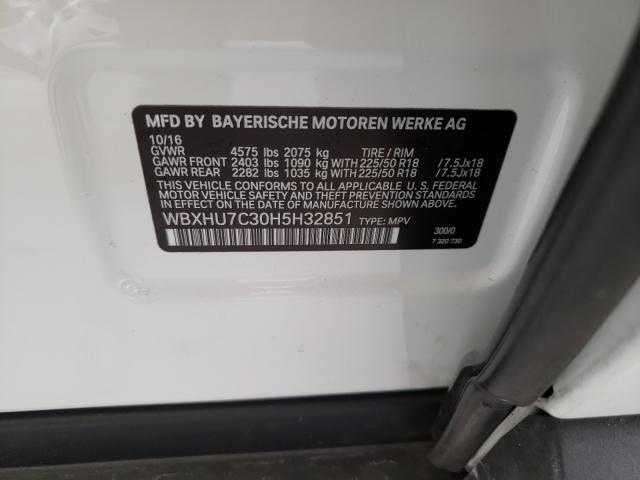 MFD BY BAYERISCHE MOTOREN WERKE AG
10/16
GVWR 4575 lbs 2075 kg TIRE / RIM
GAWR FRONT 2403 lbs 1090 kg WITH 225/50 R18 /7.5Jx18
GAWR REAR 2282 lbs 1035 kg WITH 225/50 R18 /7.5Jx18
THIS VEHICLE CONFORMS TO ALL APPLICABLE U. S. FEDERAL
MOTOR VEHICLE SAFETY, BUMPER, AND THEFT PREVENTION
STANDARDS IN EFFECT ON THE DATE OF MANUFACTURE SHOWN ABOVE.
WBXHU7C30H5H32851 TYPE: MPV
300/0
7 320 730